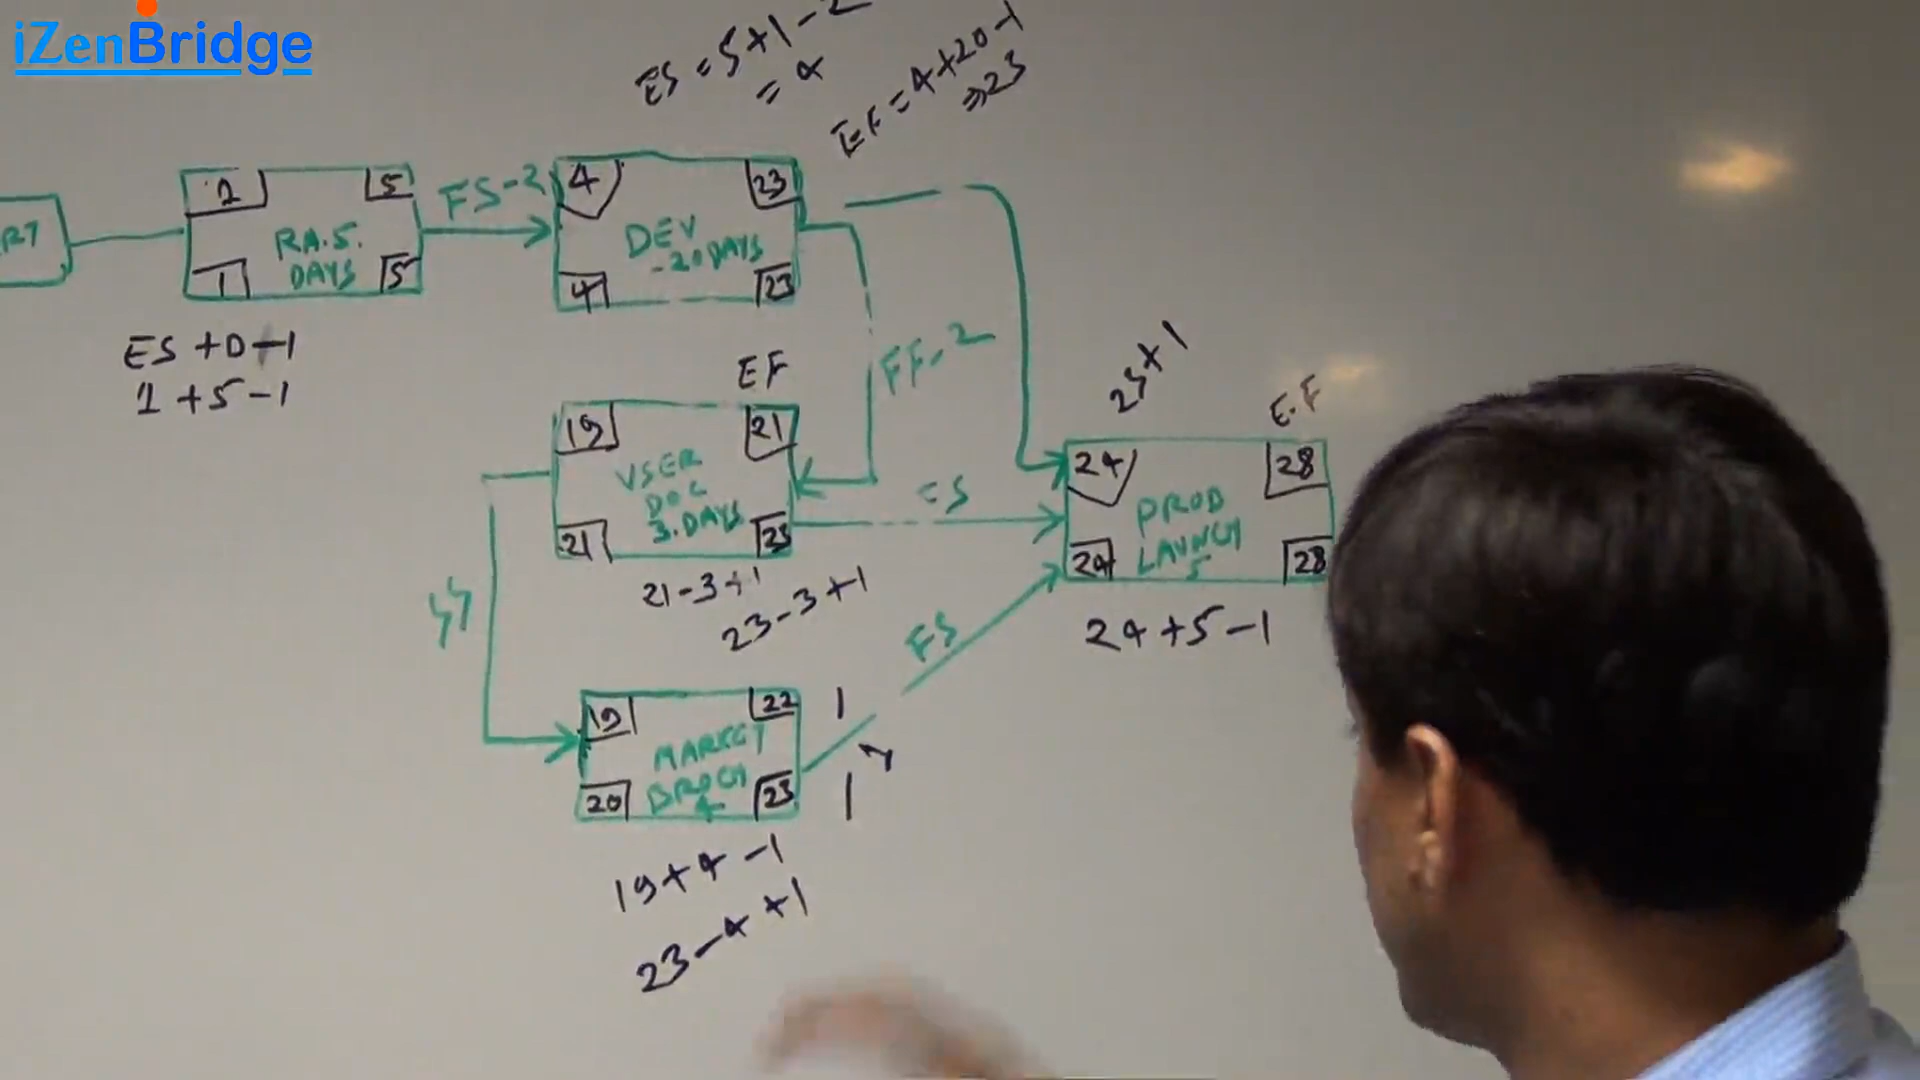 iZenBridge
ES = 5+1-2
= 4
EF = 4+20-1
=> 23
RT
1
5
RA.5.
DAYS
1
5
FS-2
4
23
DEV
-20 DAYS
4
23
ES +D-1
1 +5-1
FF-2
EF
19
21
USER
DOC
3.DAYS
21
23
21-3+1
23-3+1
FS
23+1
E.F
24
28
PROD
LAUNCH
5
24
28
24+5-1
SS
FS
19
22
MARKET
BROCH
4
20
23
1
1
19+4-1
23-4+1